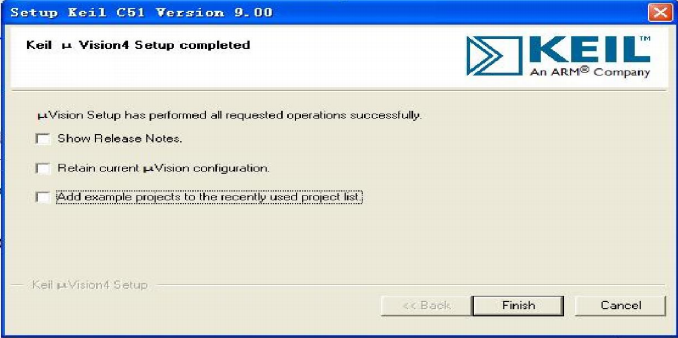 Setup Keil C51 Version 9.00
Keil μ Vision4 Setup completed
KEIL™
An ARM® Company
μVision Setup has performed all requested operations successfully.
Show Release Notes.
Retain current μVision configuration.
Add example projects to the recently used project list.
Keil μVision4 Setup
<< Back Finish Cancel